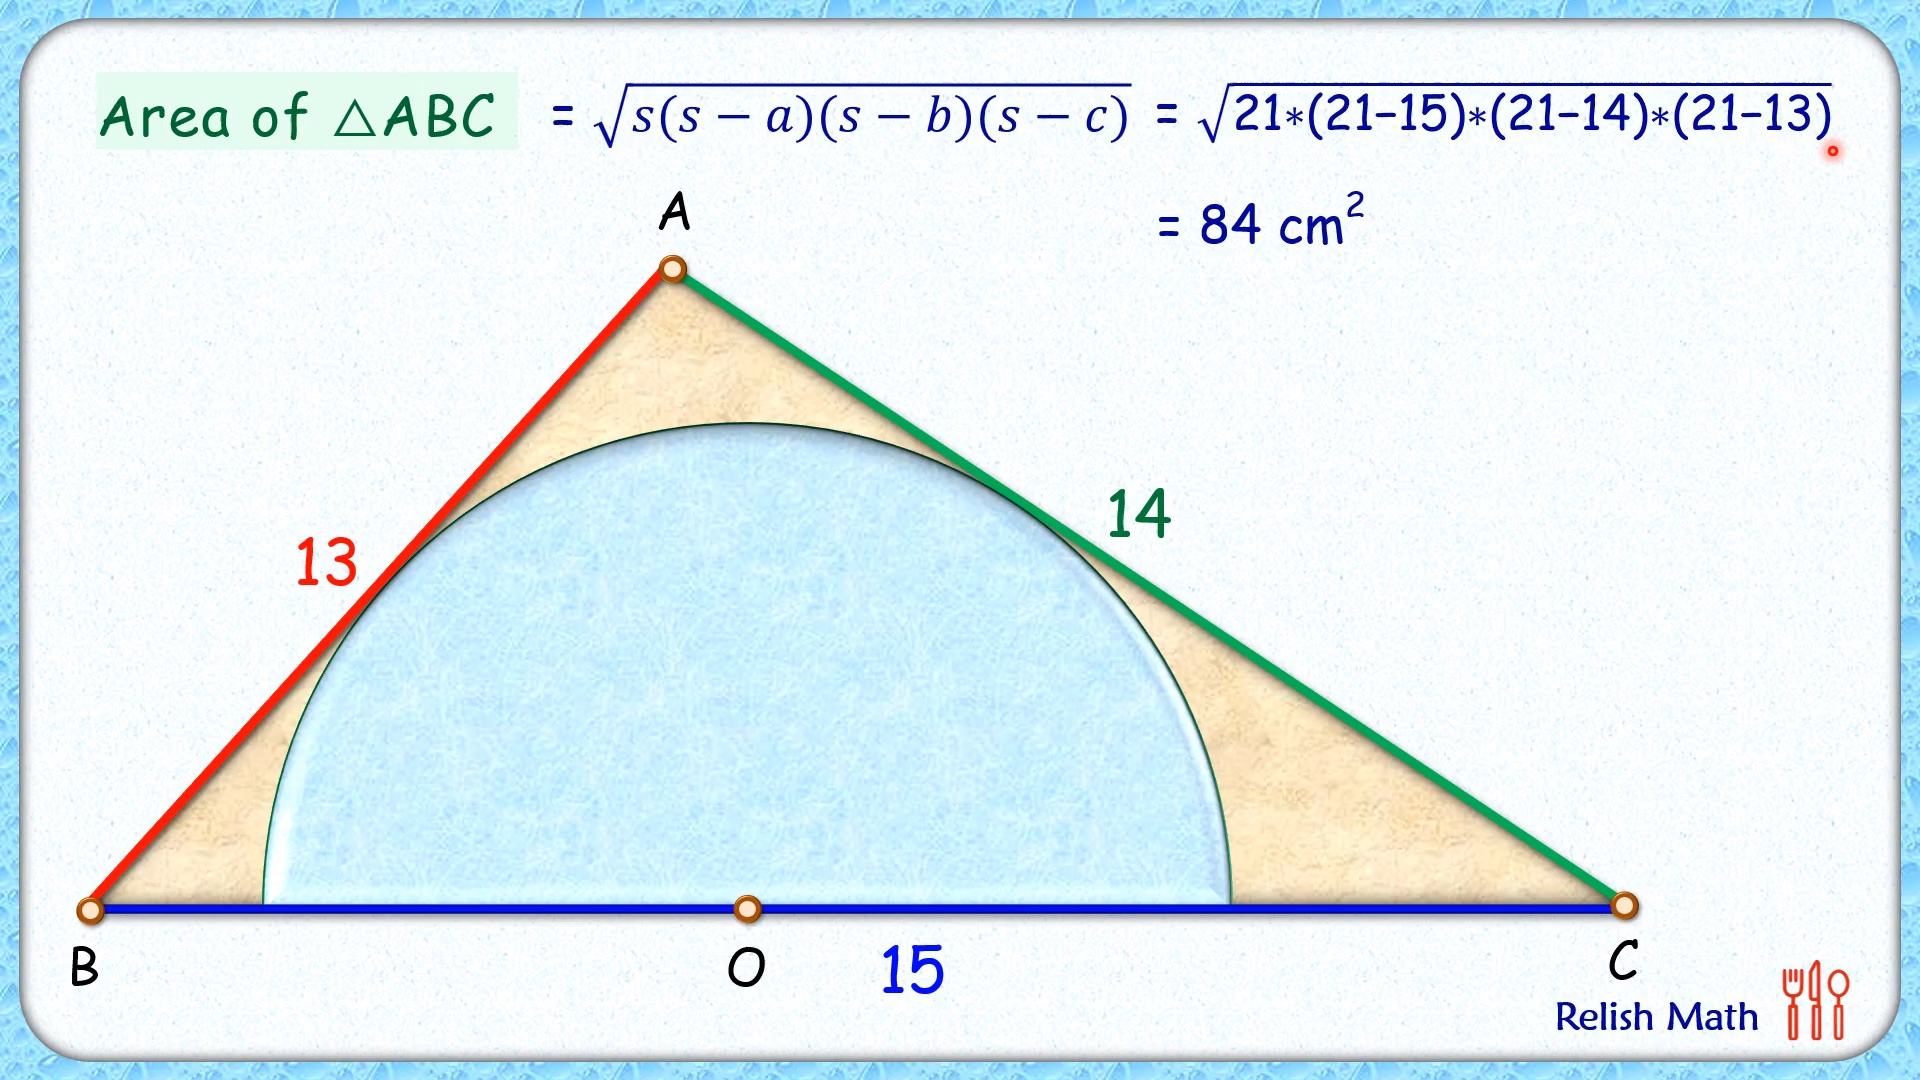 Area of △ABC = √s(s − a)(s − b)(s − c) = √21*(21–15)*(21–14)*(21–13)
= 84 cm²
A
13
14
B
O
15
C
Relish Math